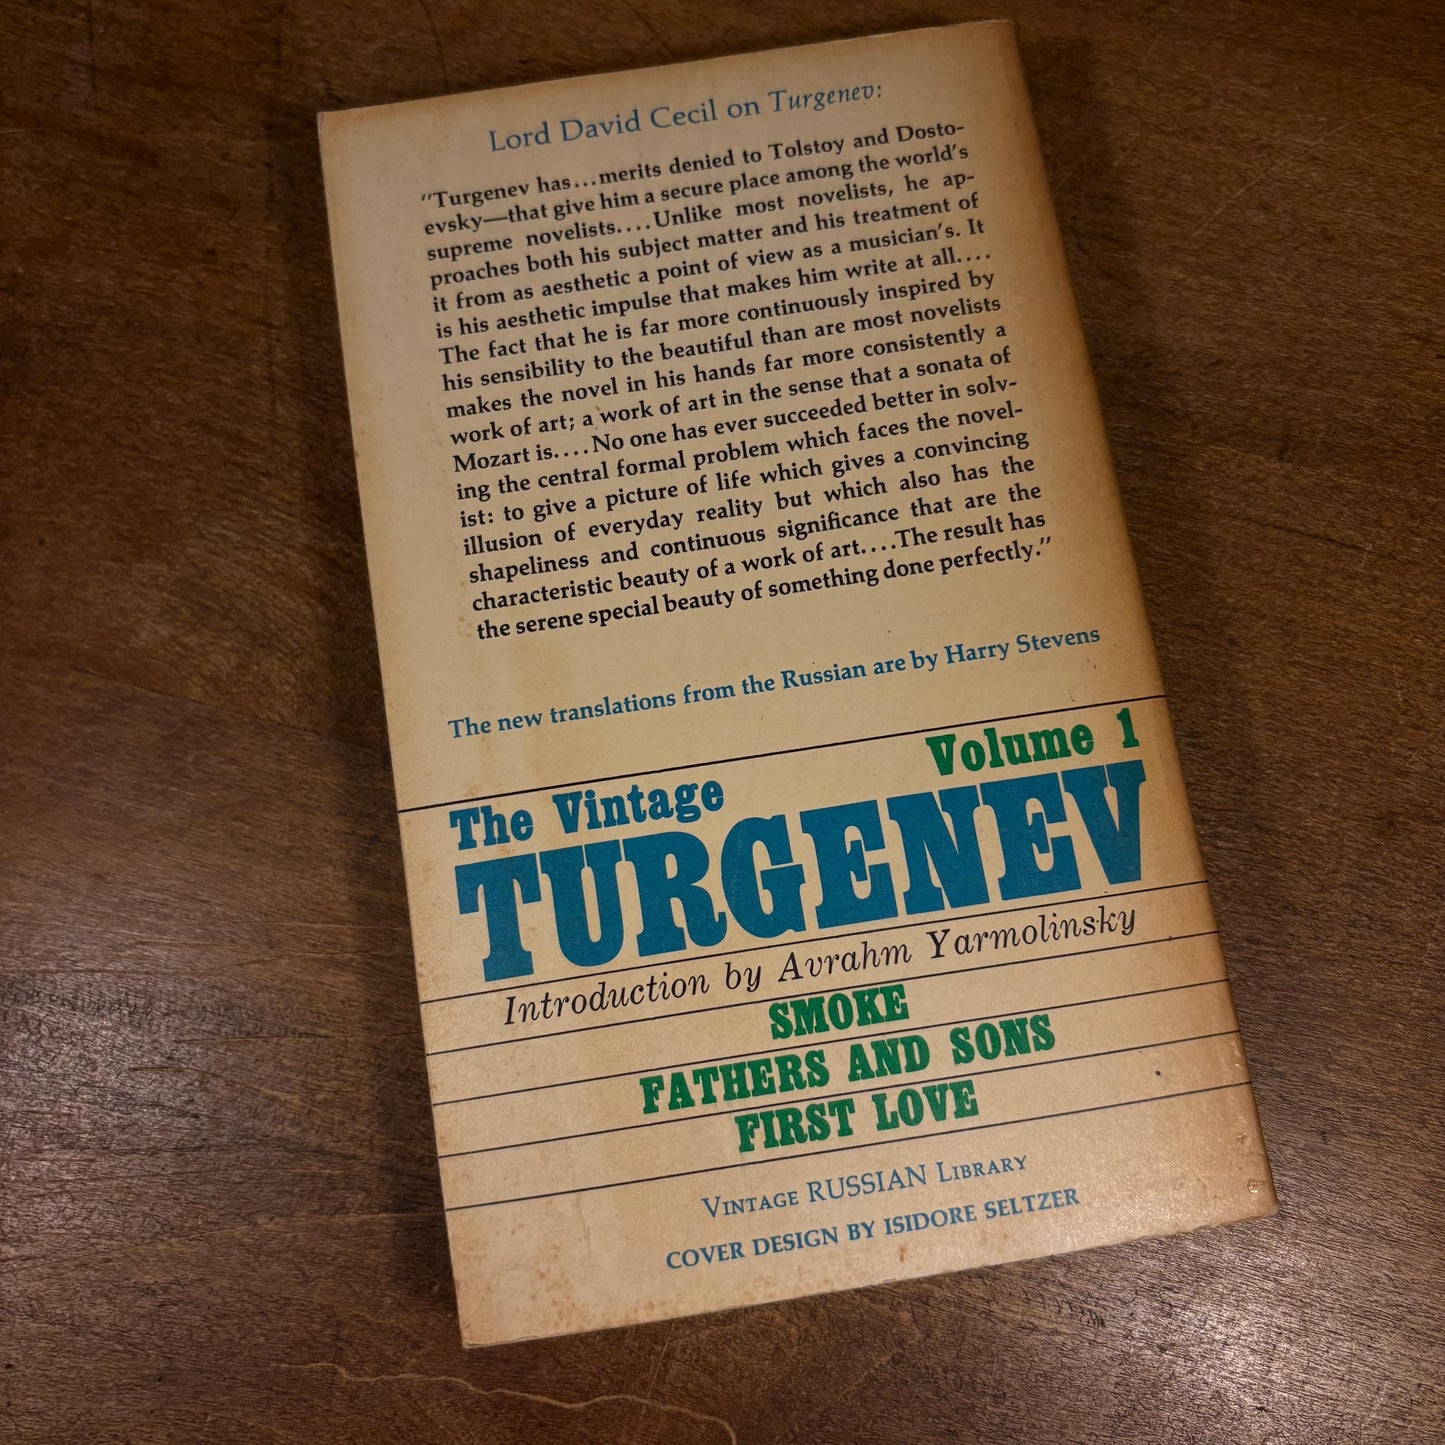 Lord David Cecil on Turgenev:
"Turgenev has...merits denied to Tolstoy and Dosto-
evsky—that give him a secure place among the world's
supreme novelists....Unlike most novelists, he ap-
proaches both his subject matter and his treatment of
it from as aesthetic a point of view as a musician's. It
is his aesthetic impulse that makes him write at all....
The fact that he is far more continuously inspired by
his sensibility to the beautiful than are most novelists
makes the novel in his hands far more consistently a
work of art; a work of art in the sense that a sonata of
Mozart is....No one has ever succeeded better in solv-
ing the central formal problem which faces the novel-
ist: to give a picture of life which gives a convincing
illusion of everyday reality but which also has the
shapeliness and continuous significance that are the
characteristic beauty of a work of art....The result has
the serene special beauty of something done perfectly."
The new translations from the Russian are by Harry Stevens
Volume 1
The Vintage
TURGENEV
Introduction by Avrahm Yarmolinsky
SMOKE
FATHERS AND SONS
FIRST LOVE
VINTAGE RUSSIAN LIBRARY
COVER DESIGN BY ISIDORE SELTZER